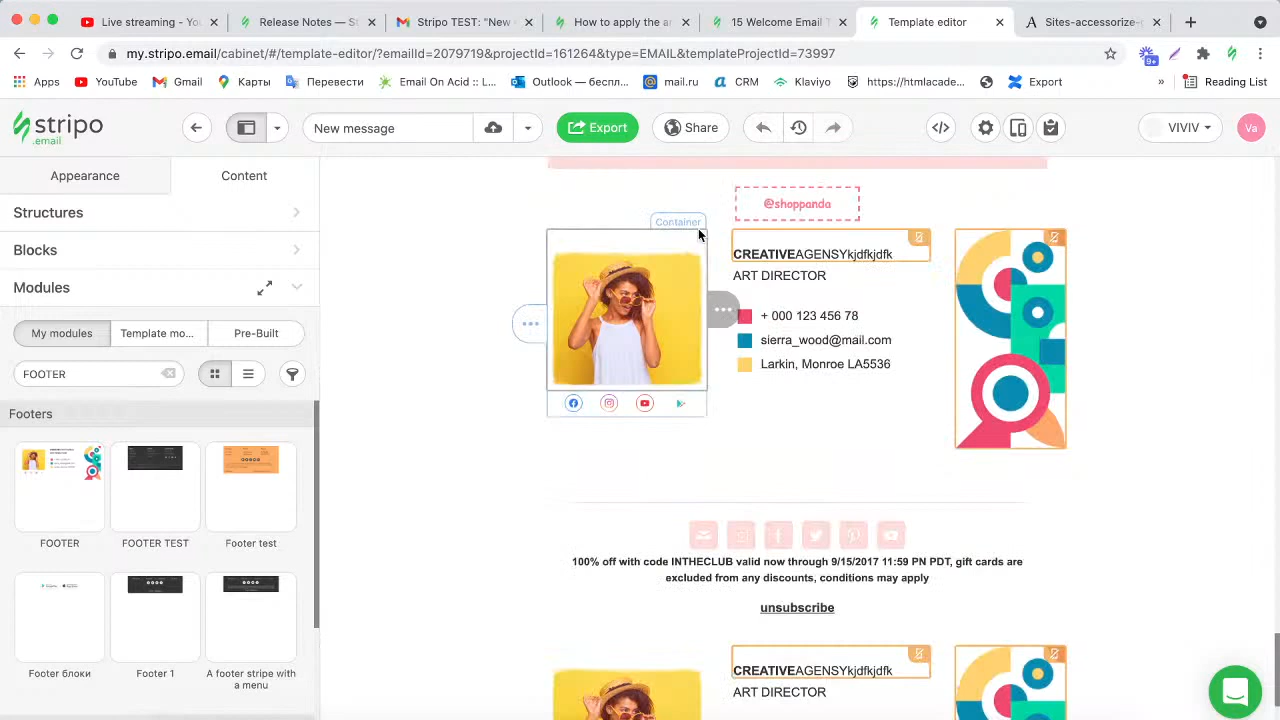 Live streaming - Yo
Release Notes — St
Stripo TEST: "New
How to apply the a
15 Welcome Email T
Template editor
Sites-accessorize-
my.stripo.email/cabinet/#/template-editor/?emailId=2079719&projectId=161264&type=EMAIL&templateProjectId=73997
9+
Apps
YouTube
Gmail
Карты
Перевести
Email On Acid :: L...
Outlook — беспл...
mail.ru
CRM
Klaviyo
https://htmlacade...
Export
»
Reading List
stripo
.email
New message
Export
Share
VIVIV
Va
Appearance
Content
Structures
Blocks
Modules
My modules
Template mo...
Pre-Built
FOOTER
Footers
FOOTER
FOOTER TEST
Footer test
Footer блоки
Footer 1
A footer stripe with
a menu
@shoppanda
Container
CREATIVEAGENSYkjdfkjdfk
ART DIRECTOR
+ 000 123 456 78
sierra_wood@mail.com
Larkin, Monroe LA5536
100% off with code INTHECLUB valid now through 9/15/2017 11:59 PN PDT, gift cards are
excluded from any discounts, conditions may apply
unsubscribe
CREATIVEAGENSYkjdfkjdfk
ART DIRECTOR